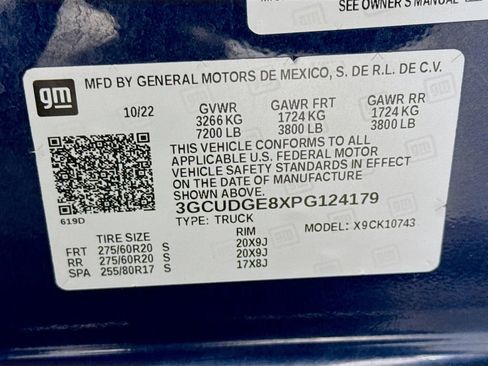 SEE OWNER'S MANUAL
gm
MFD BY GENERAL MOTORS DE MEXICO, S. DE R.L. DE C.V.
10/22 GVWR GAWR FRT GAWR RR
3266 KG 1724 KG 1724 KG
7200 LB 3800 LB 3800 LB
THIS VEHICLE CONFORMS TO ALL
APPLICABLE U.S. FEDERAL MOTOR
VEHICLE SAFETY STANDARDS IN EFFECT
ON THE DATE OF MANUFACTURE
SHOWN ABOVE.
619D 3GCUDGE8XPG124179
TYPE: TRUCK MODEL: X9CK10743
TIRE SIZE RIM
FRT 275/60R20 S 20X9J
RR 275/60R20 S 20X9J
SPA 255/80R17 S 17X8J